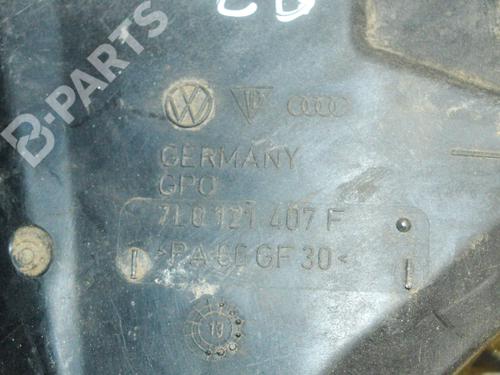 B-PARTS
GERMANY
GPO
7L0 121 407 F
>PA 66 GF 30<